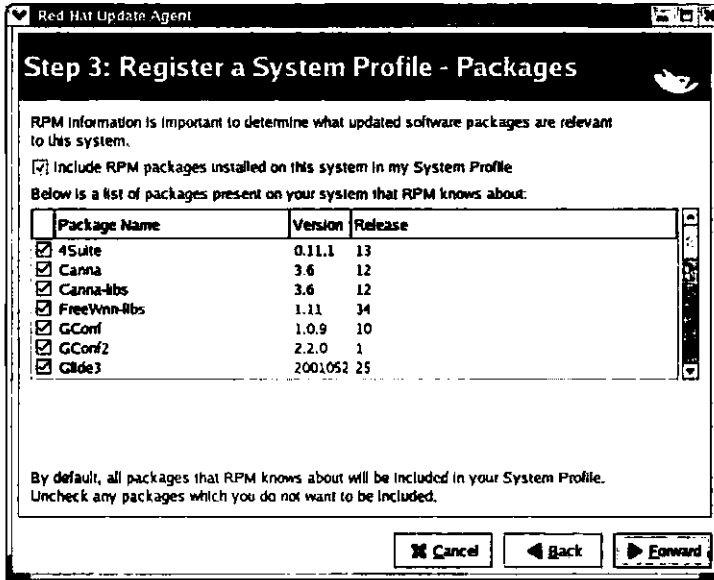 Red Hat Update Agent
Step 3: Register a System Profile - Packages
RPM information is important to determine what updated software packages are relevant
to this system.
Include RPM packages installed on this system in my System Profile
Below is a list of packages present on your system that RPM knows about:
Package Name Version Release
4Suite 0.11.1 13
Canna 3.6 12
Canna-libs 3.6 12
FreeWnn-libs 1.11 34
GConf 1.0.9 10
GConf2 2.2.0 1
Glide3 2001052 25
By default, all packages that RPM knows about will be included in your System Profile.
Uncheck any packages which you do not want to be included.
Cancel Back Forward